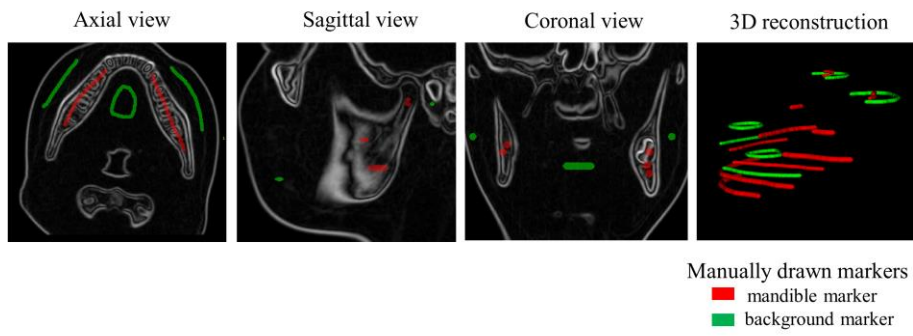 Axial view
Sagittal view
Coronal view
3D reconstruction
Manually drawn markers
mandible marker
background marker